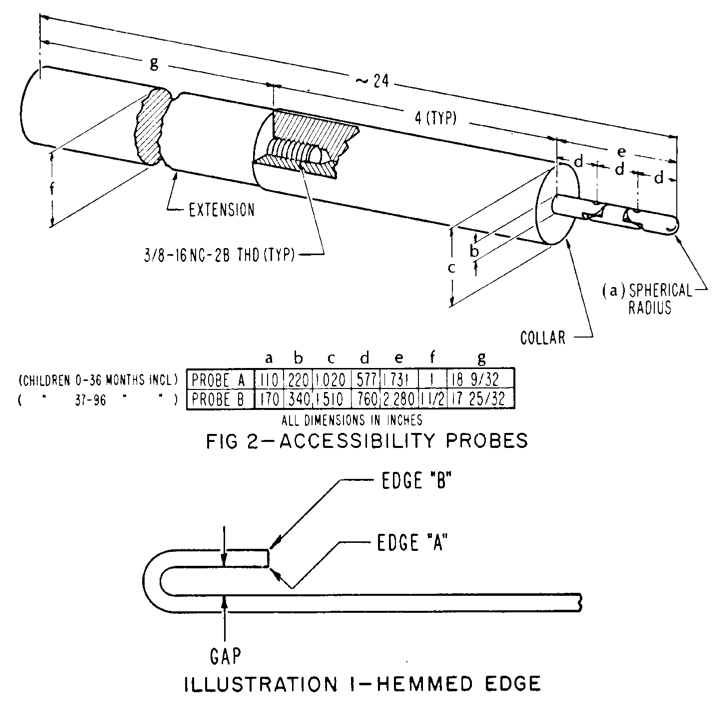 g
~ 24
4 (TYP)
e
d d d
f
EXTENSION
3/8-16 NC-2B THD (TYP)
b
c
(a) SPHERICAL
RADIUS
COLLAR
a b c d e f g
(CHILDREN 0-36 MONTHS INCL) PROBE A .110 .220 1.020 .577 1.731 1 18 9/32
( " 37-96 " " ) PROBE B .170 .340 1.510 .760 2.280 1 1/2 17 25/32
ALL DIMENSIONS IN INCHES
FIG 2-ACCESSIBILITY PROBES
EDGE "B"
EDGE "A"
GAP
ILLUSTRATION I-HEMMED EDGE